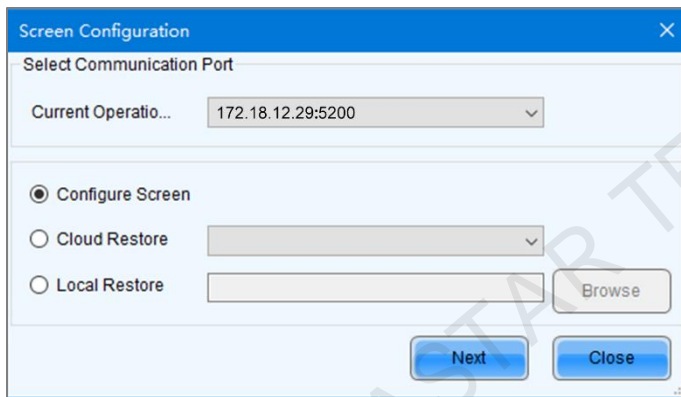 Screen Configuration
Select Communication Port
Current Operatio... 172.18.12.29:5200
Configure Screen
Cloud Restore
Local Restore Browse
Next Close